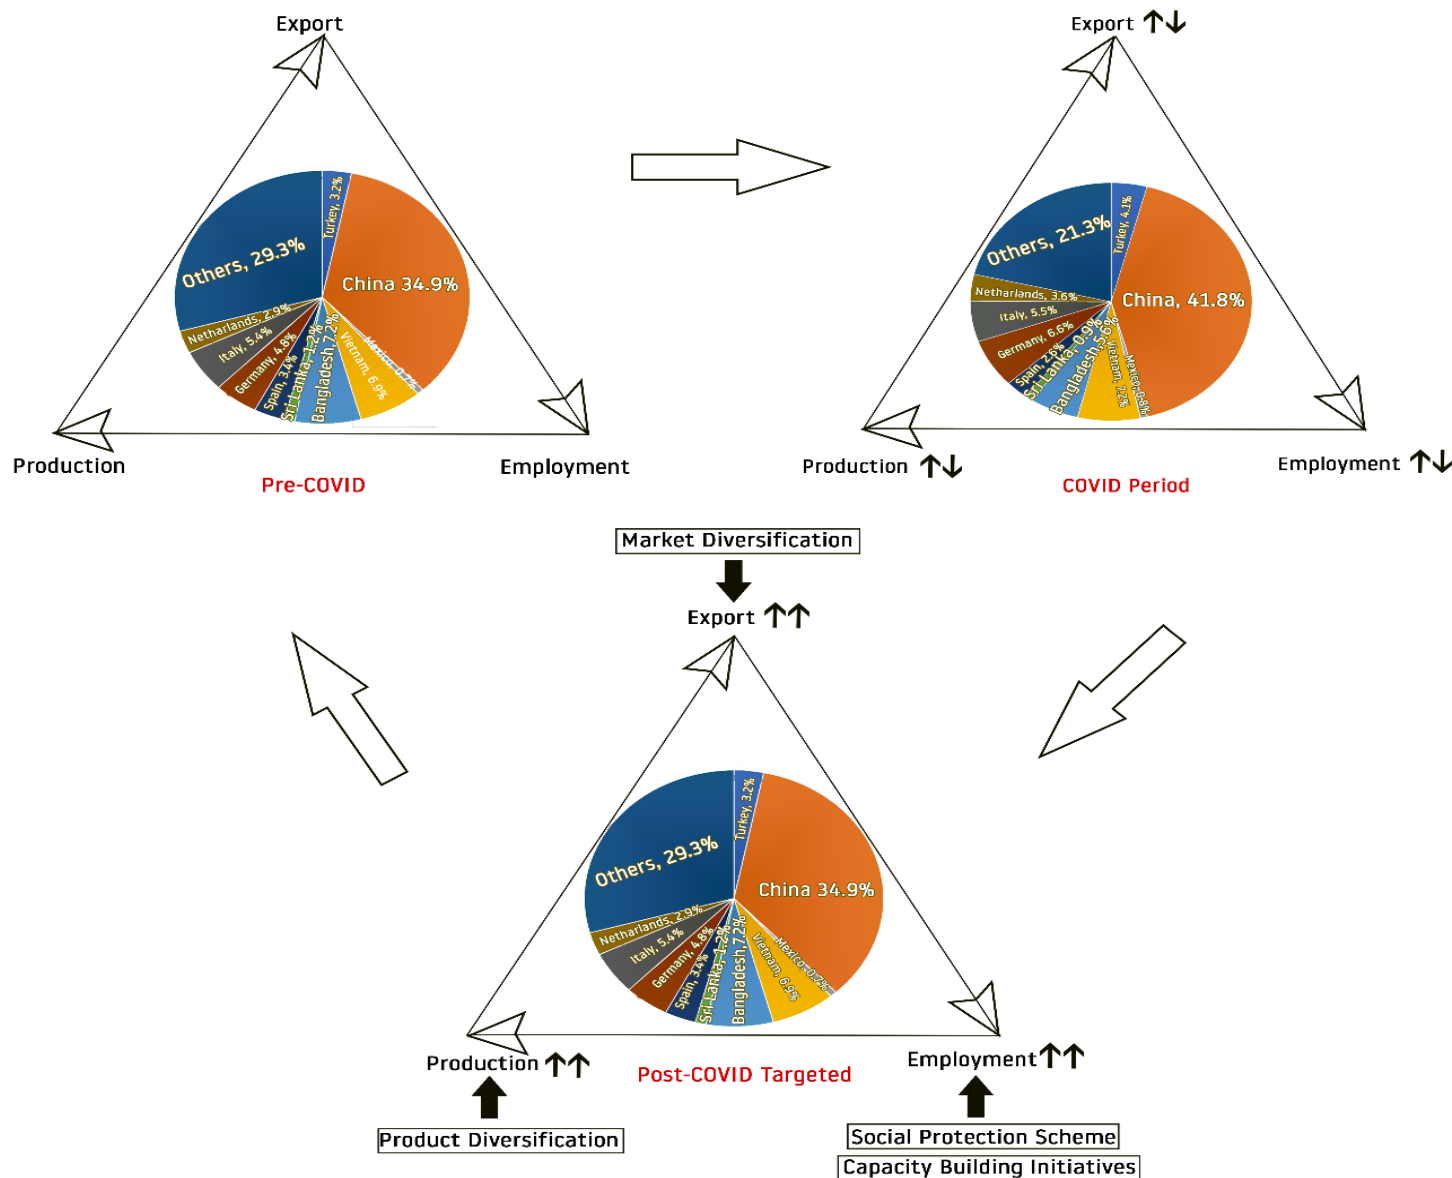 Export
Turkey, 3.2%
China 34.9%
Vietnam, 6.9%
Bangladesh,7.2%
Sri Lanka, 1.2%
Spain, 3.4%
Germany, 4.8%
Italy, 5.4%
Netharlands, 2.9%
Others, 29.3%
Production
Employment
Pre-COVID
Export ↑↓
Turkey, 4.1%
China, 41.8%
Mexico, 0.8%
Vietnam, 7.2%
Bangladesh,5.6%
Sri Lanka, 0.9%
Spain, 2.6%
Germany, 6.6%
Italy, 5.5%
Netharlands, 3.6%
Others, 21.3%
Production ↑↓
Employment ↑↓
COVID Period
Market Diversification
Export ↑↑
Turkey, 3.2%
China 34.9%
Mexico, 0.7%
Vietnam, 6.9%
Bangladesh,7.2%
Sri Lanka, 1.2%
Spain, 3.4%
Germany, 4.8%
Italy, 5.4%
Netharlands, 2.9%
Others, 29.3%
Production ↑↑
Employment ↑↑
Post-COVID Targeted
Product Diversification
Social Protection Scheme
Capacity Building Initiatives